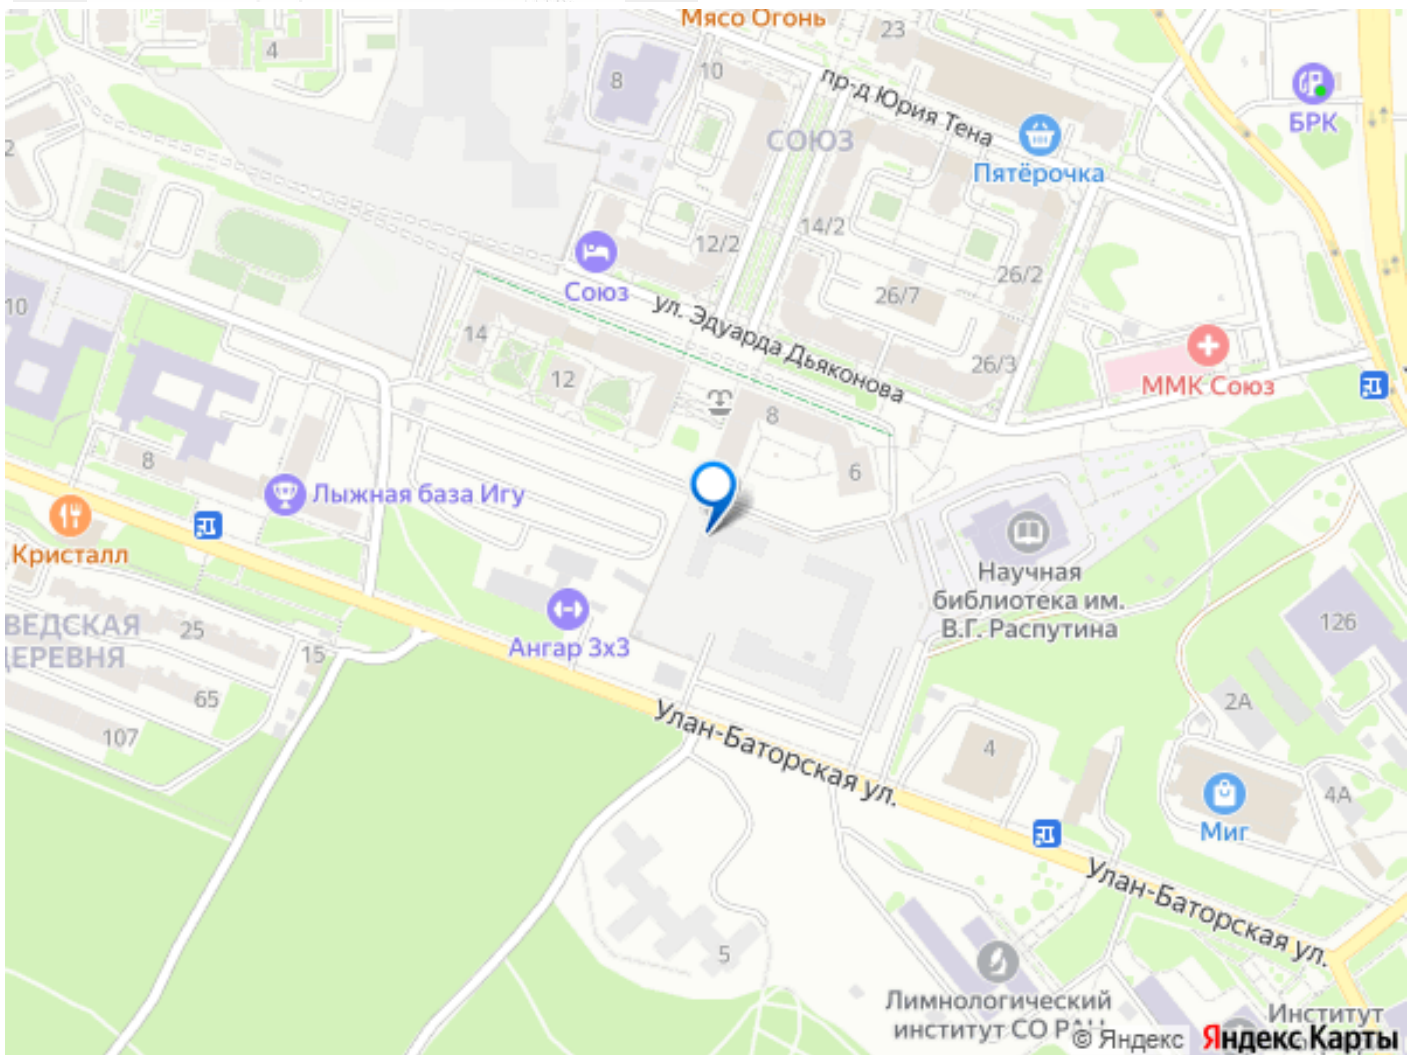 Мясо Огонь
23
4
8
10
пр-д Юрия Тена
БРК
СОЮЗ
Пятёрочка
2
12/2
14/2
26/2
26/7
26/3
Союз
ул. Эдуарда Дьяконова
10
14
12
ММК Союз
8
6
8
Лыжная база Игу
Кристалл
Научная
библиотека им.
В.Г. Распутина
126
ВЕДСКАЯ
ЕРЕВНЯ
25
15
65
107
Ангар 3х3
2А
Улан-Баторская ул.
4
4А
Миг
Улан-Баторская ул.
5
Лимнологический
институт СО РАН
Институт
© Яндекс Яндекс Карты